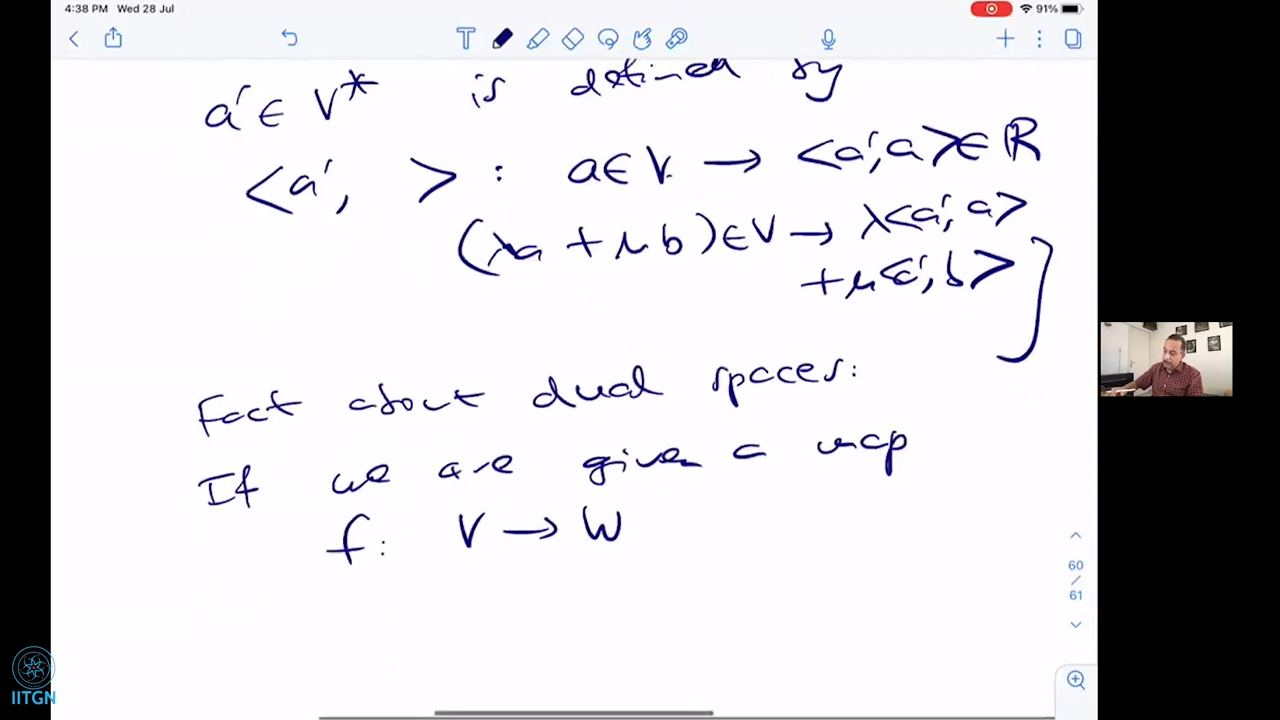 4:38 PM Wed 28 Jul
91%
a' ∈ V* is defined by
<a', > : a ∈ V → <a', a> ∈ ℝ
(λa + μb) ∈ V → λ<a', a>
+ μ<a', b>
Fact about dual spaces:
If we are given a map
f: V → W
60
/
61
IITGN